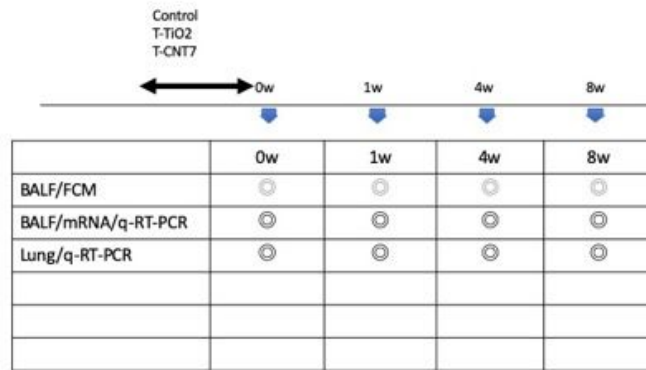 Control
T-TiO2
T-CNT7
0w 1w 4w 8w
0w 1w 4w 8w
BALF/FCM ◎ ◎ ◎ ◎
BALF/mRNA/q-RT-PCR ◎ ◎ ◎ ◎
Lung/q-RT-PCR ◎ ◎ ◎ ◎